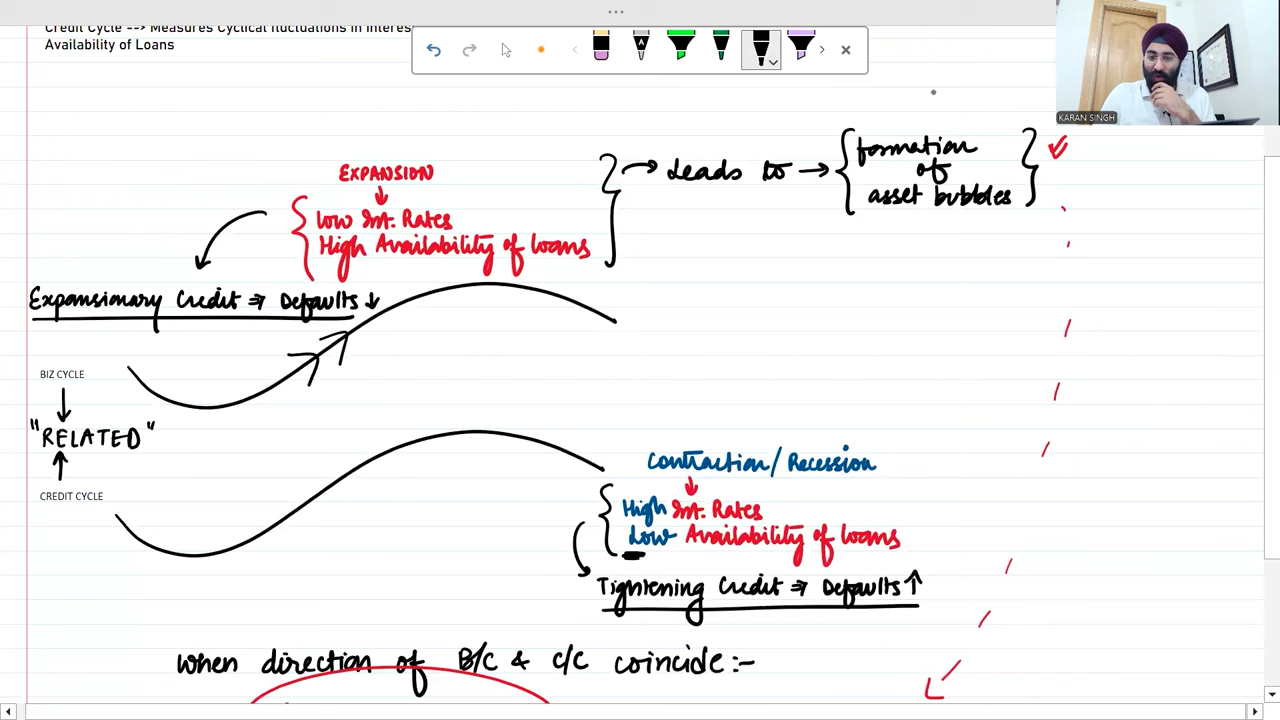 Credit Cycle --> Measures Cyclical fluctuations in Interes
Availability of Loans
KARAN SINGH
EXPANSION
Low Int. Rates
High Availability of loans
Leads to →
formation
of
asset bubbles
Expansionary Credit ⇒ Defaults ↓
BIZ CYCLE
"RELATED"
CREDIT CYCLE
Contraction/Recession
High Int. Rates
Low Availability of loans
Tightening Credit ⇒ Defaults ↑
when direction of B/C & C/C coincide:-